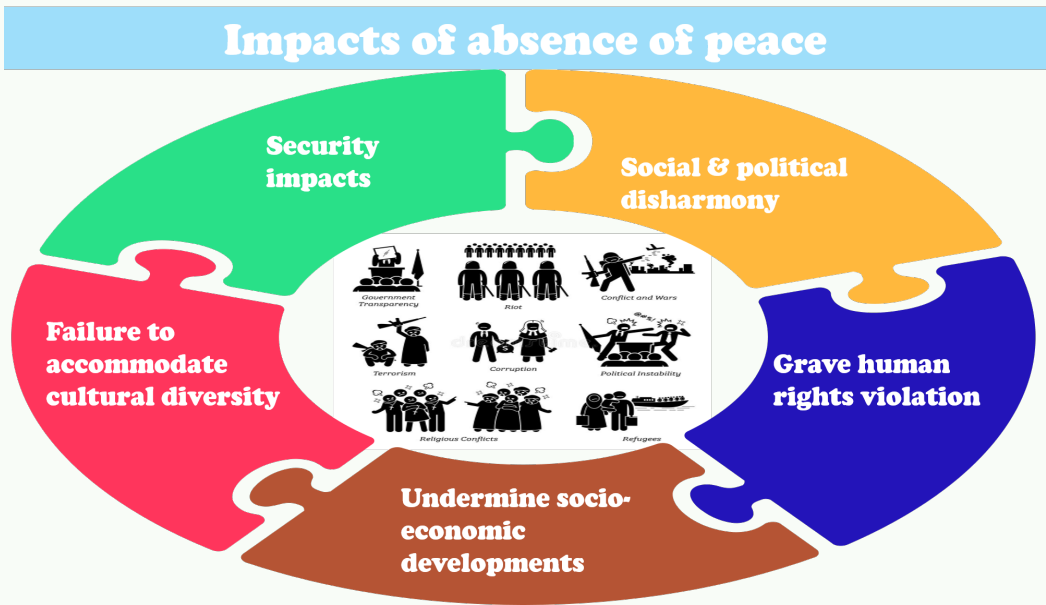 Impacts of absence of peace
Security
impacts
Social & political
disharmony
Failure to
accommodate
cultural diversity
Grave human
rights violation
Undermine socio-
economic
developments
Government
Transparency
Riot
Conflict and Wars
Terrorism
Corruption
Political Instability
@#$!
Religious Conflicts
Refugees